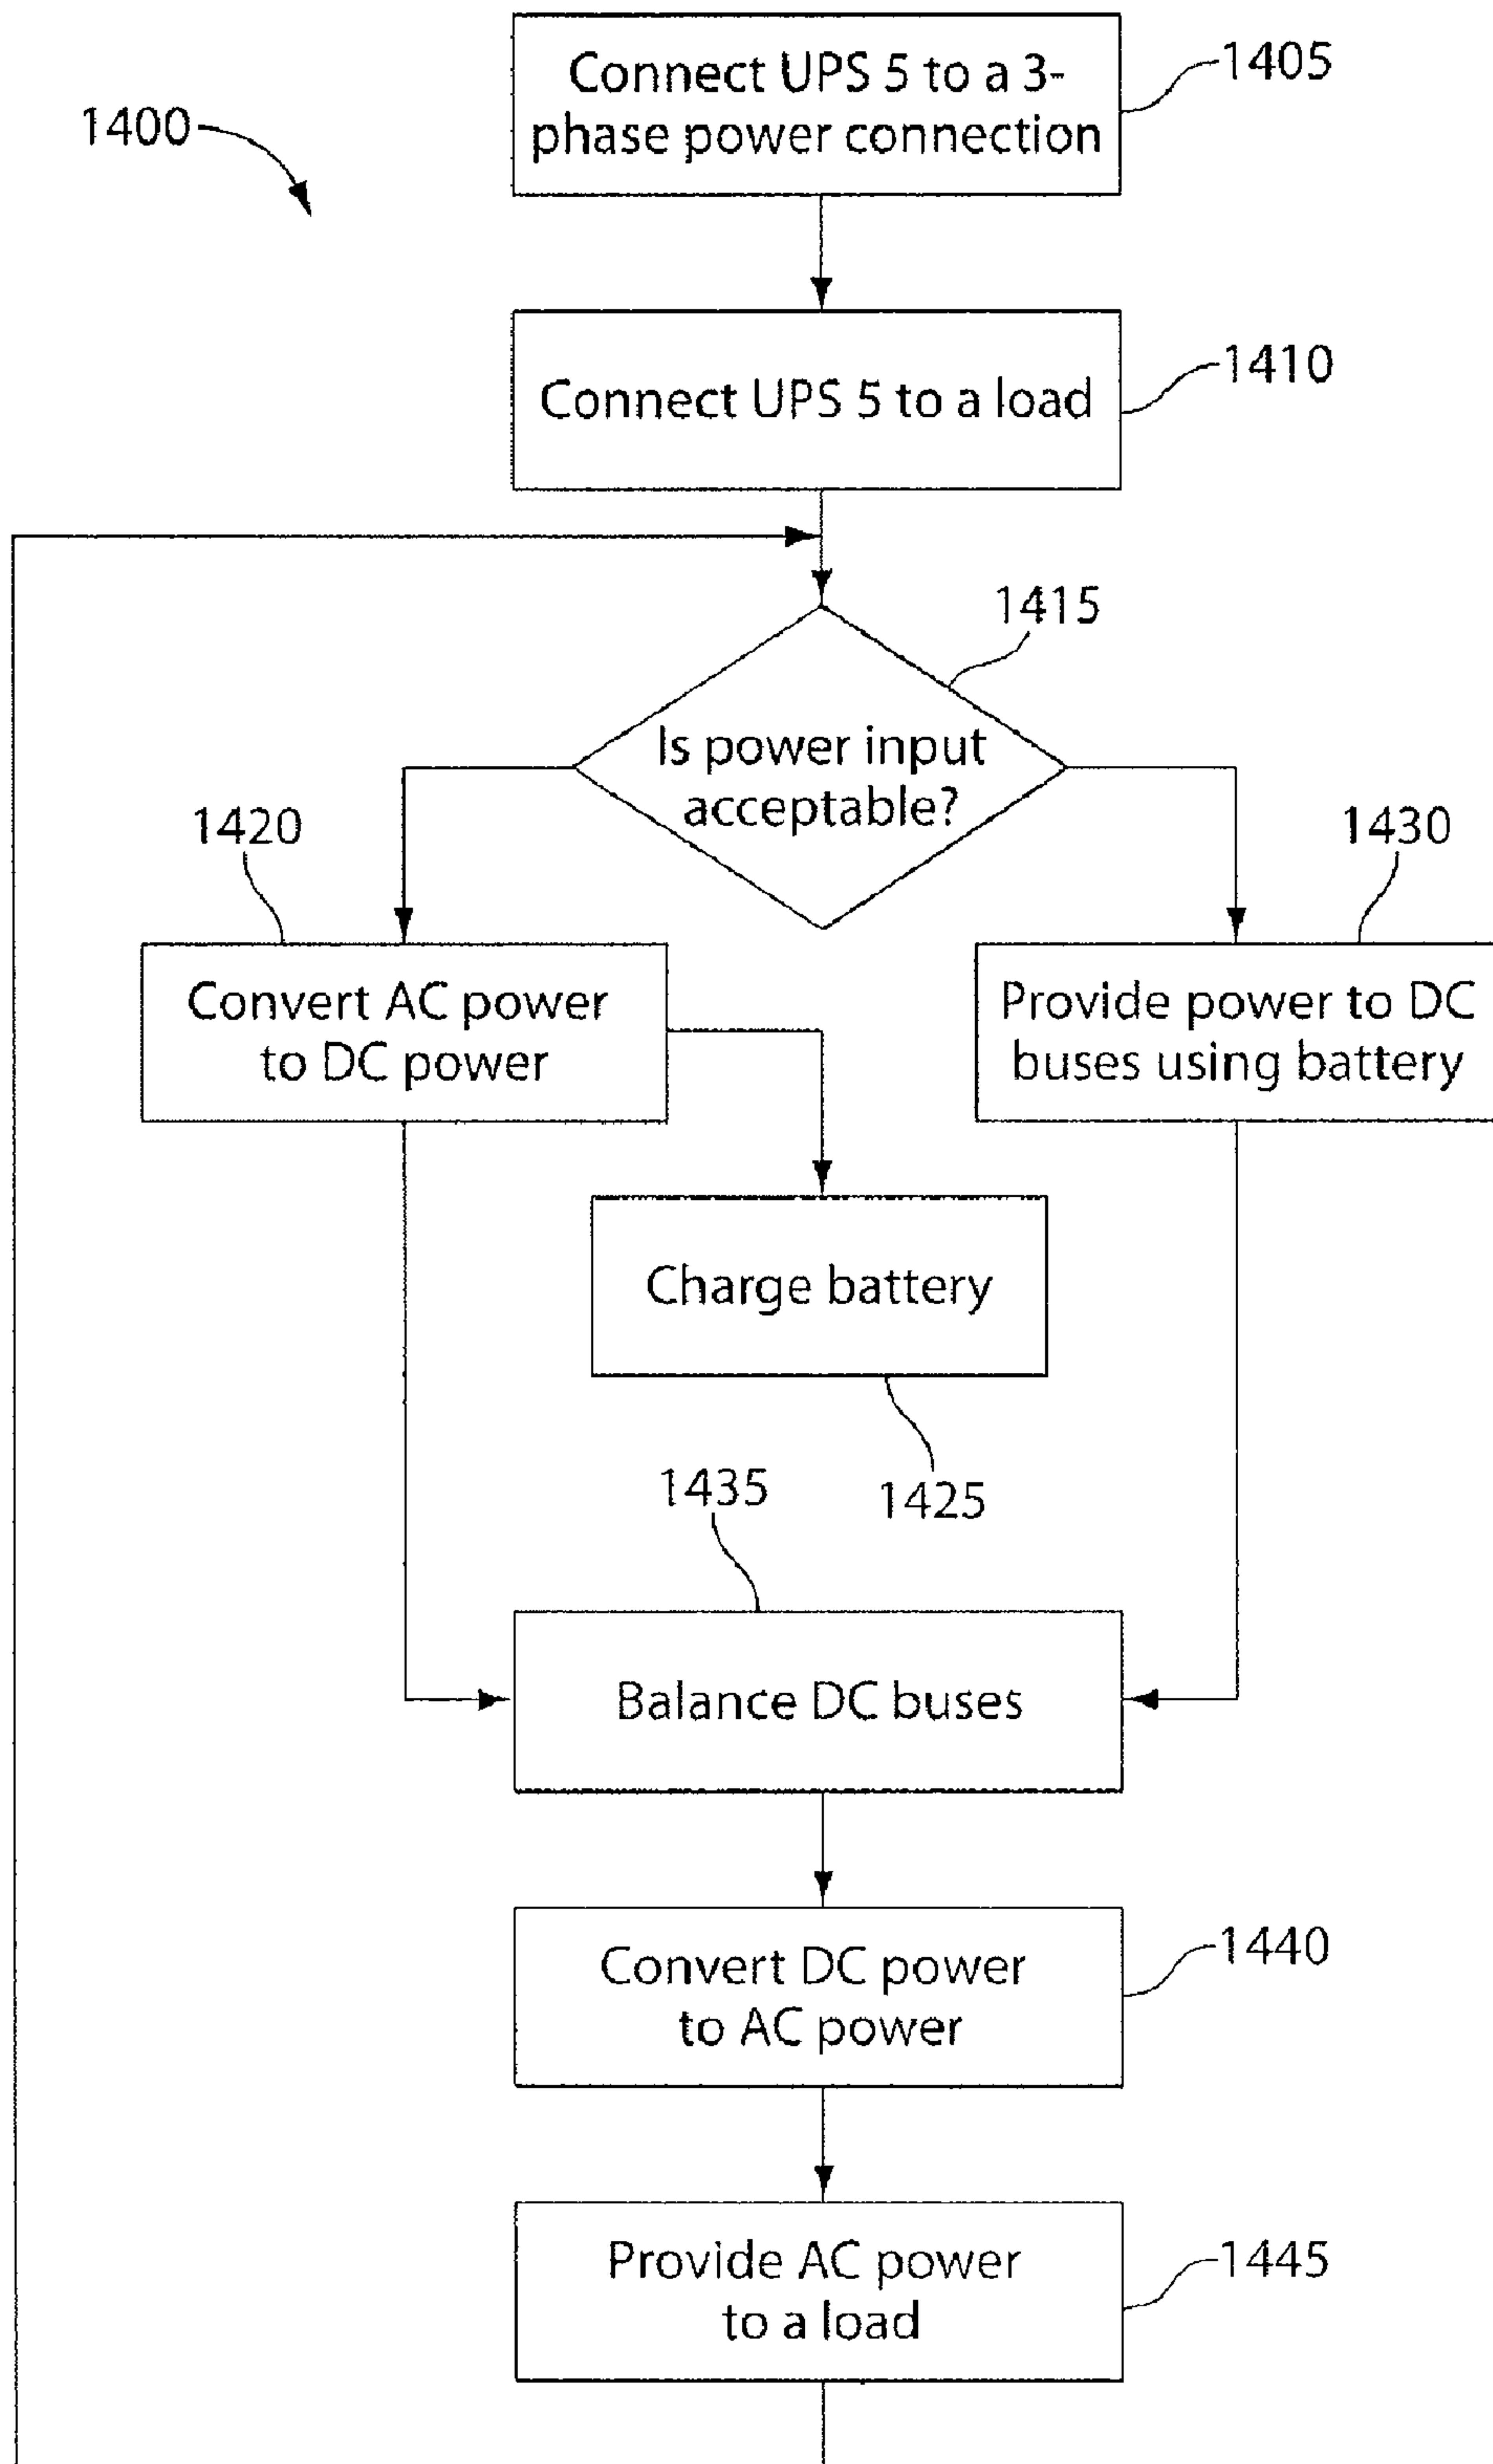 1400
Connect UPS 5 to a 3-
phase power connection
1405
Connect UPS 5 to a load
1410
1415
Is power input
acceptable?
1420
1430
Convert AC power
to DC power
Provide power to DC
buses using battery
Charge battery
1425
1435
Balance DC buses
Convert DC power
to AC power
1440
Provide AC power
to a load
1445